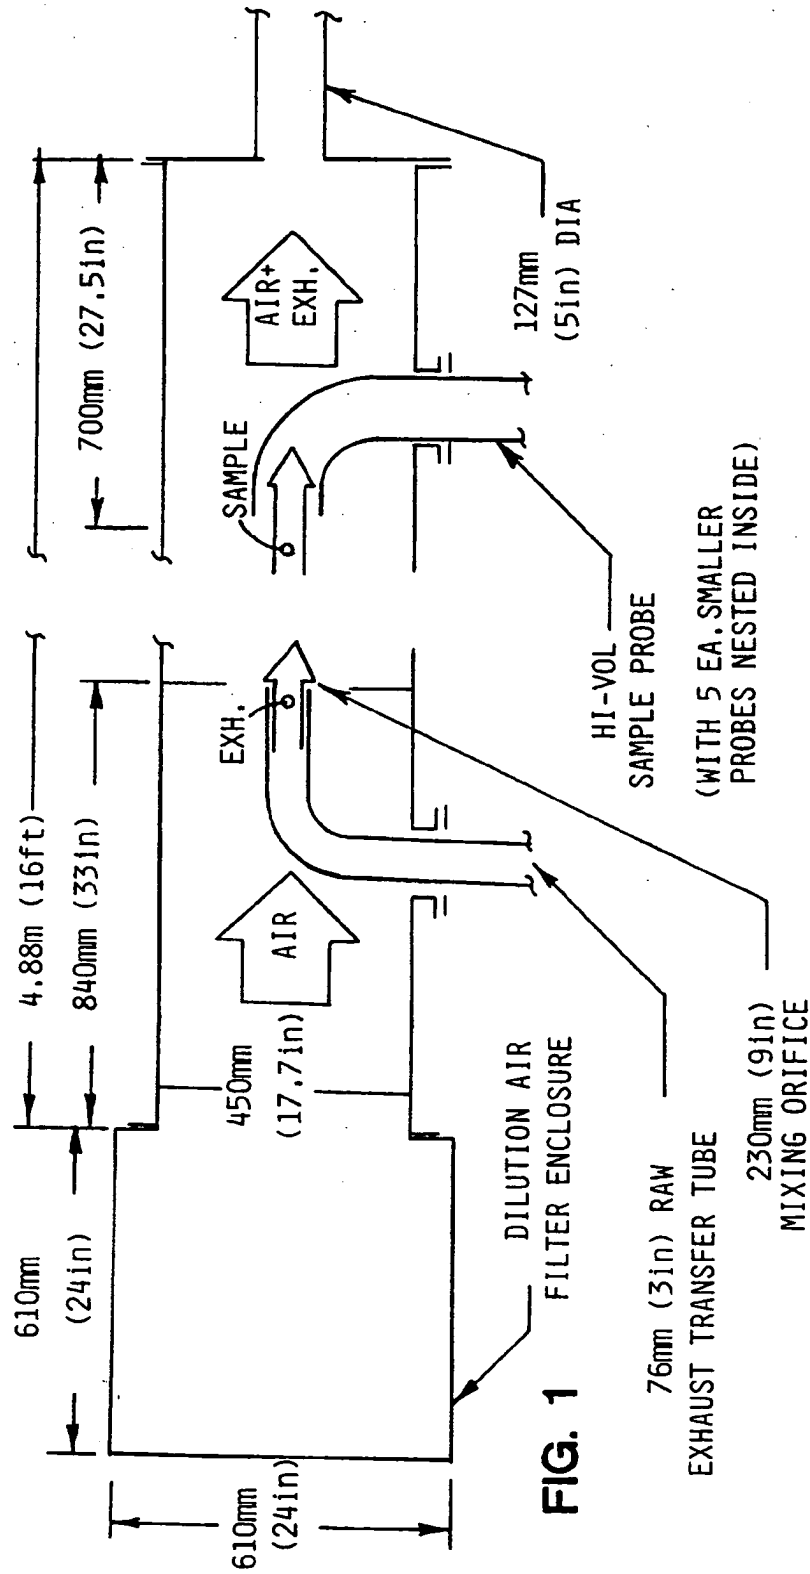 610mm
(24in)
4.88m (16ft)
840mm (33in)
700mm (27.5in)
610mm
(24in)
450mm
(17.7in)
AIR
EXH.
SAMPLE
AIR+
EXH.
DILUTION AIR
FILTER ENCLOSURE
76mm (3in) RAW
EXHAUST TRANSFER TUBE
230mm (9in)
MIXING ORIFICE
HI-VOL
SAMPLE PROBE
(WITH 5 EA. SMALLER
PROBES NESTED INSIDE)
127mm
(5in) DIA
FIG. 1